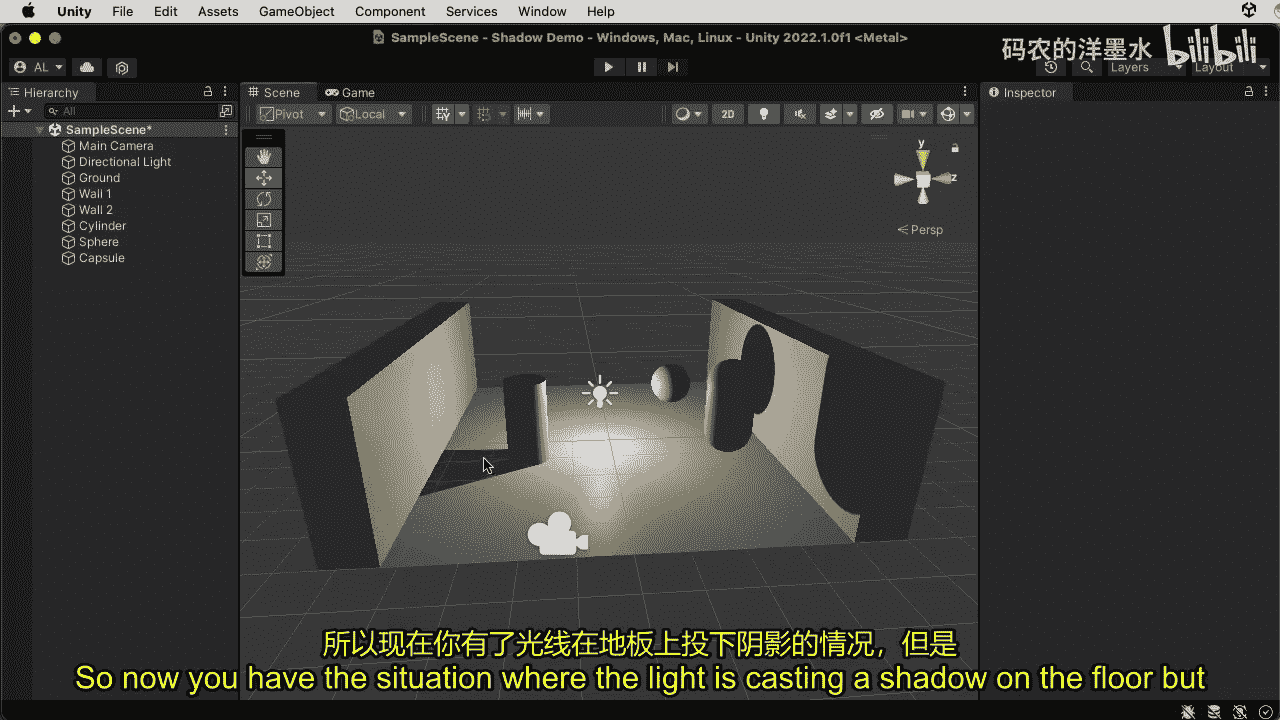 Unity File Edit Assets GameObject Component Services Window Help
SampleScene - Shadow Demo - Windows, Mac, Linux - Unity 2022.1.0f1 <Metal>
码农的洋墨水 bilibili
AL
Layers Layout
Hierarchy
Scene
Game
Inspector
All
Pivot
Local
2D
SampleScene*
Main Camera
Directional Light
Ground
Wall 1
Wall 2
Cylinder
Sphere
Capsule
y
z
Persp
所以现在你有了光线在地板上投下阴影的情况，但是
So now you have the situation where the light is casting a shadow on the floor but